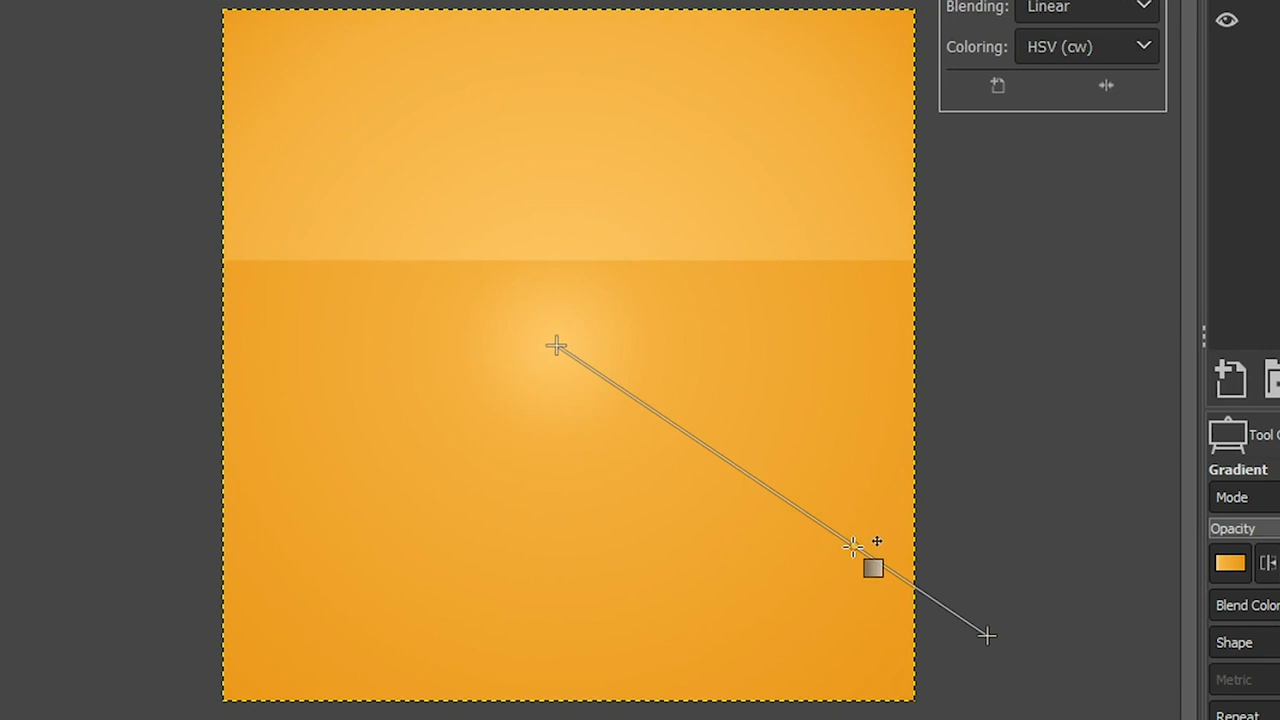 Blending: Linear
Coloring: HSV (cw)
Tool
Gradient
Mode
Opacity
Blend Color
Shape
Metric
Repeat